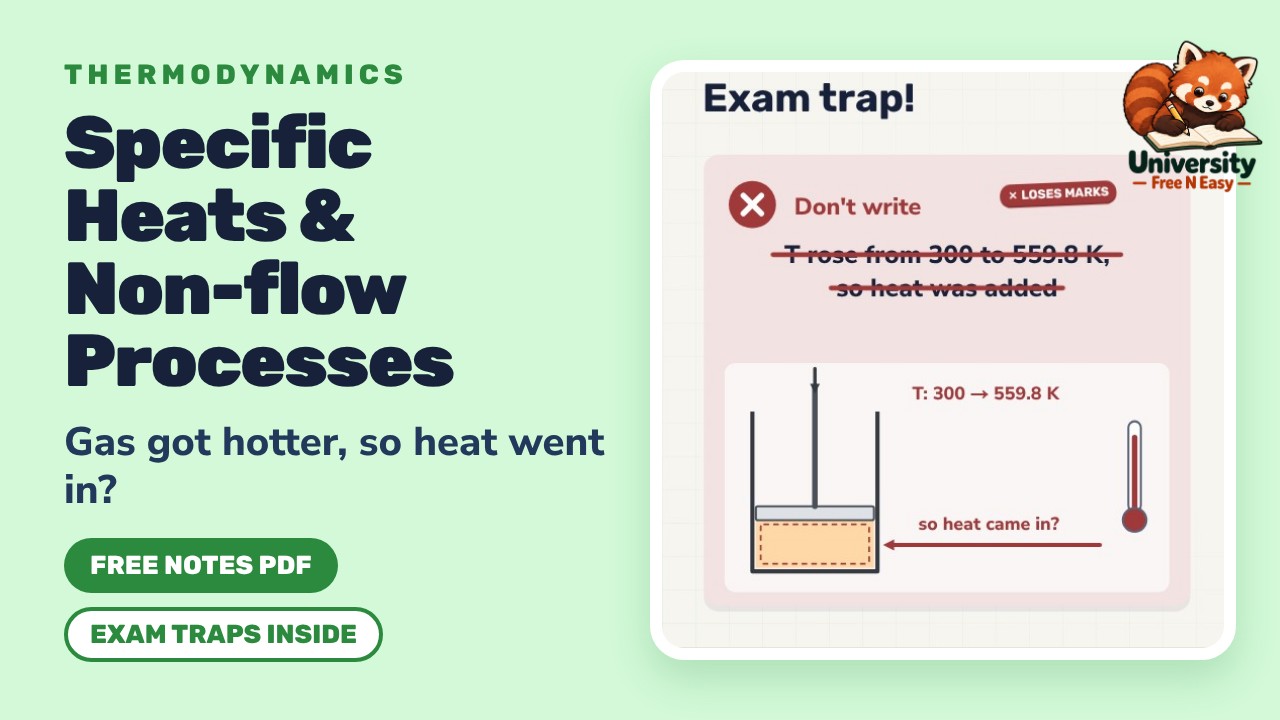 THERMODYNAMICS
Specific
Heats &
Non-flow
Processes
Gas got hotter, so heat went
in?
FREE NOTES PDF
EXAM TRAPS INSIDE
Exam trap!
Don't write
× LOSES MARKS
T rose from 300 to 559.8 K,
so heat was added
T: 300 → 559.8 K
so heat came in?
University
Free N Easy